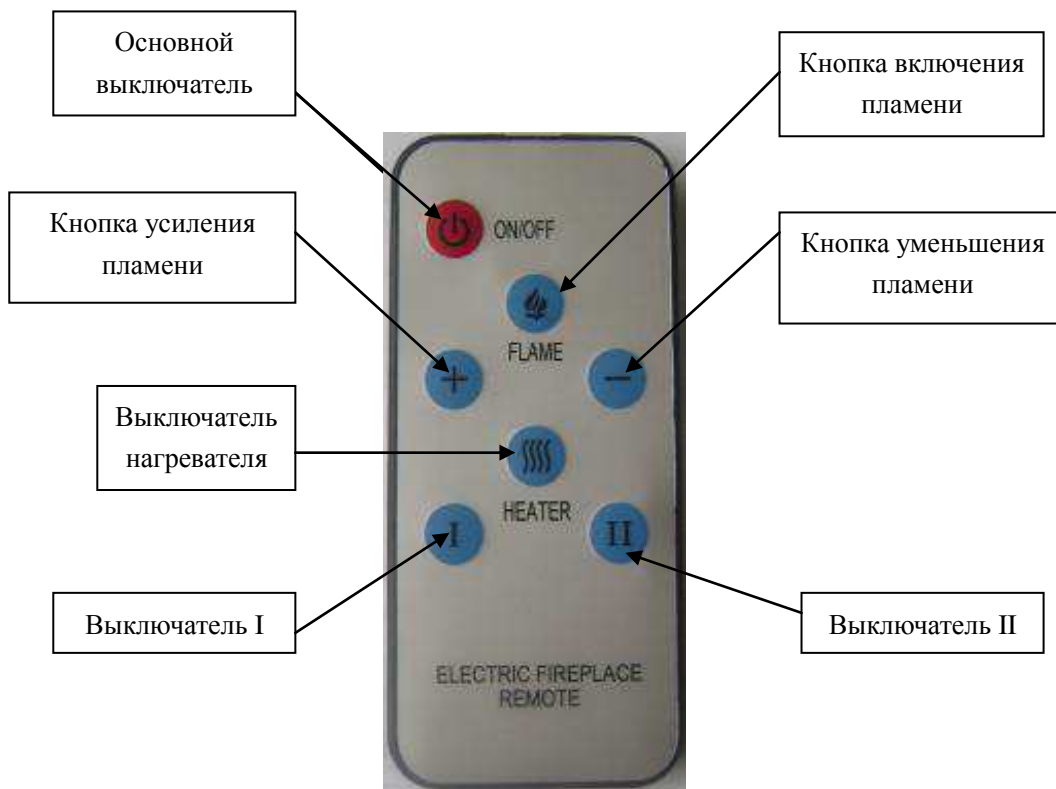 Основной
выключатель
Кнопка включения
пламени
Кнопка усиления
пламени
ON/OFF
Кнопка уменьшения
пламени
FLAME
+
−
Выключатель
нагревателя
HEATER
I
II
Выключатель I
Выключатель II
ELECTRIC FIREPLACE
REMOTE